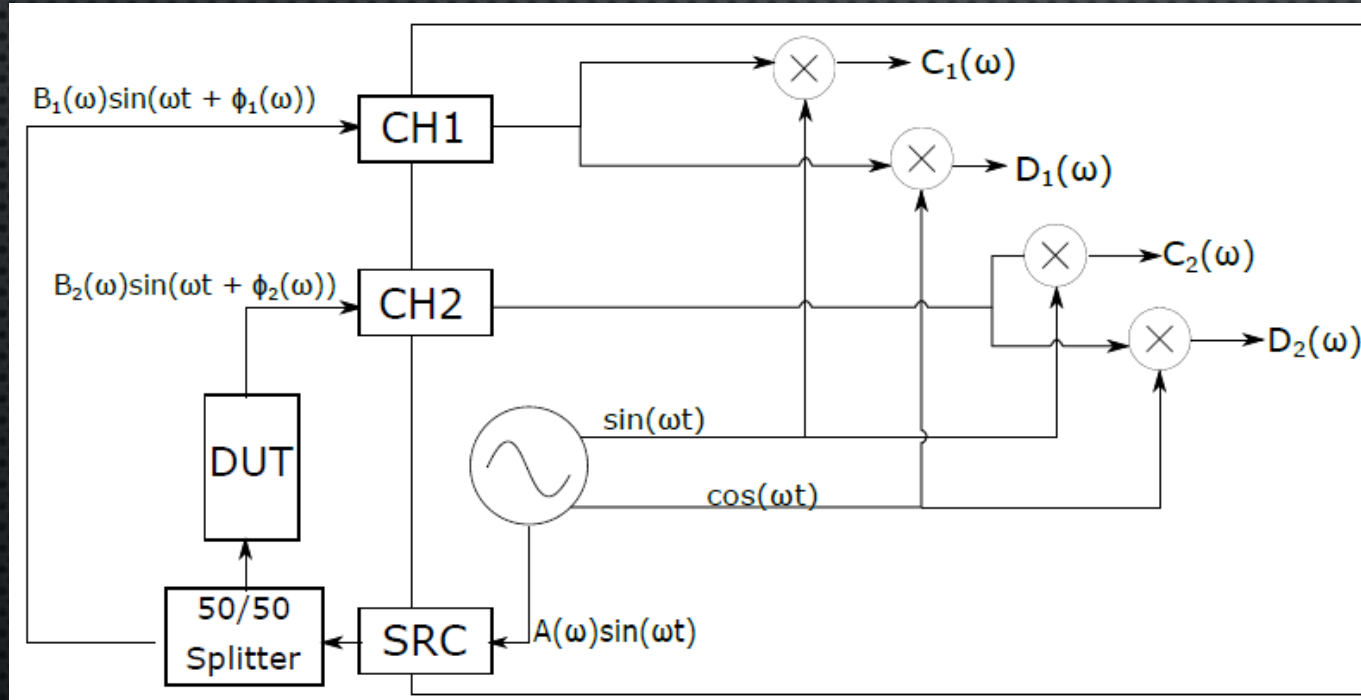 C₁(ω)
B₁(ω)sin(ωt + ϕ₁(ω))
CH1
D₁(ω)
C₂(ω)
B₂(ω)sin(ωt + ϕ₂(ω))
CH2
D₂(ω)
sin(ωt)
DUT
cos(ωt)
50/50
Splitter
SRC
A(ω)sin(ωt)